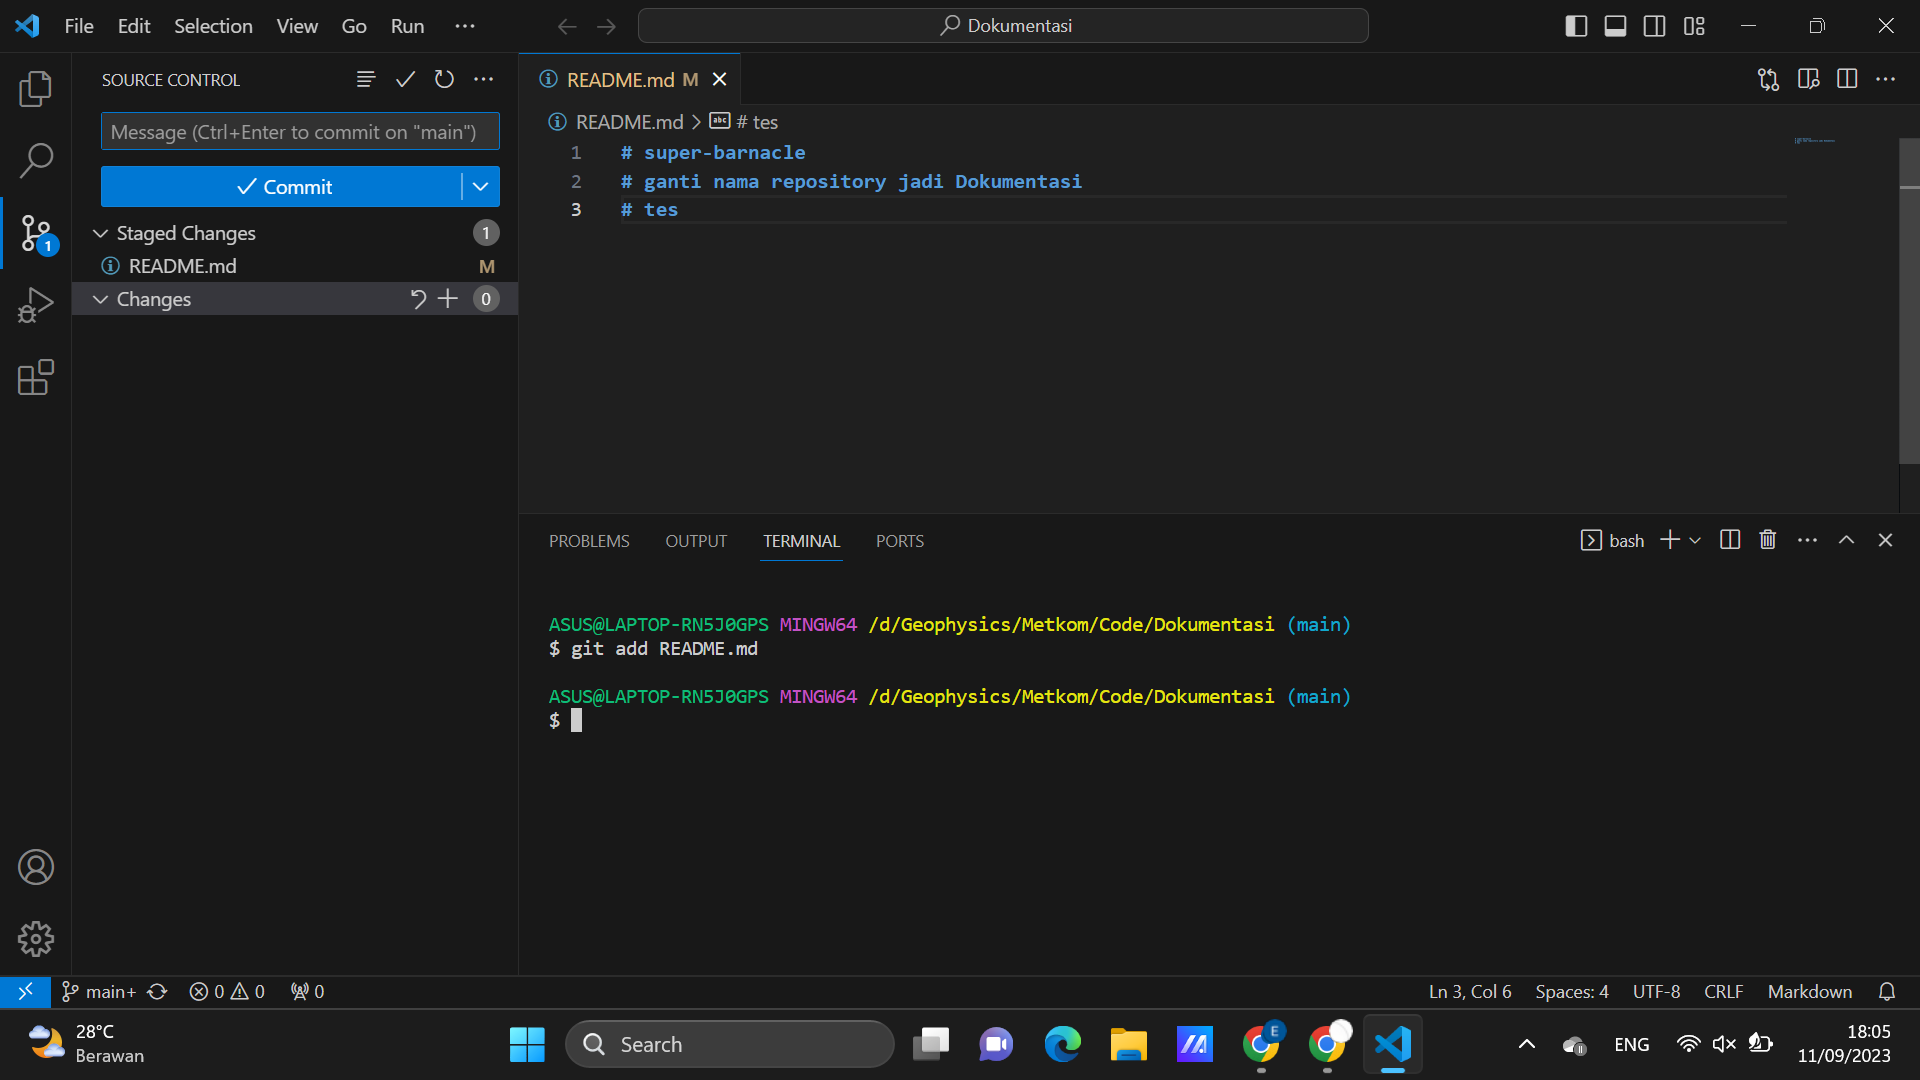 File Edit Selection View Go Run ···
Dokumentasi
SOURCE CONTROL
Message (Ctrl+Enter to commit on "main")
Commit
Staged Changes 1
README.md M
Changes 0
1
README.md M
README.md > # tes
1 # super-barnacle
2 # ganti nama repository jadi Dokumentasi
3 # tes
PROBLEMS OUTPUT TERMINAL PORTS
bash
ASUS@LAPTOP-RN5J0GPS MINGW64 /d/Geophysics/Metkom/Code/Dokumentasi (main)
$ git add README.md
ASUS@LAPTOP-RN5J0GPS MINGW64 /d/Geophysics/Metkom/Code/Dokumentasi (main)
$
main+ 0 0 0
Ln 3, Col 6 Spaces: 4 UTF-8 CRLF Markdown
28°C
Berawan
Search
E
ENG
18:05
11/09/2023